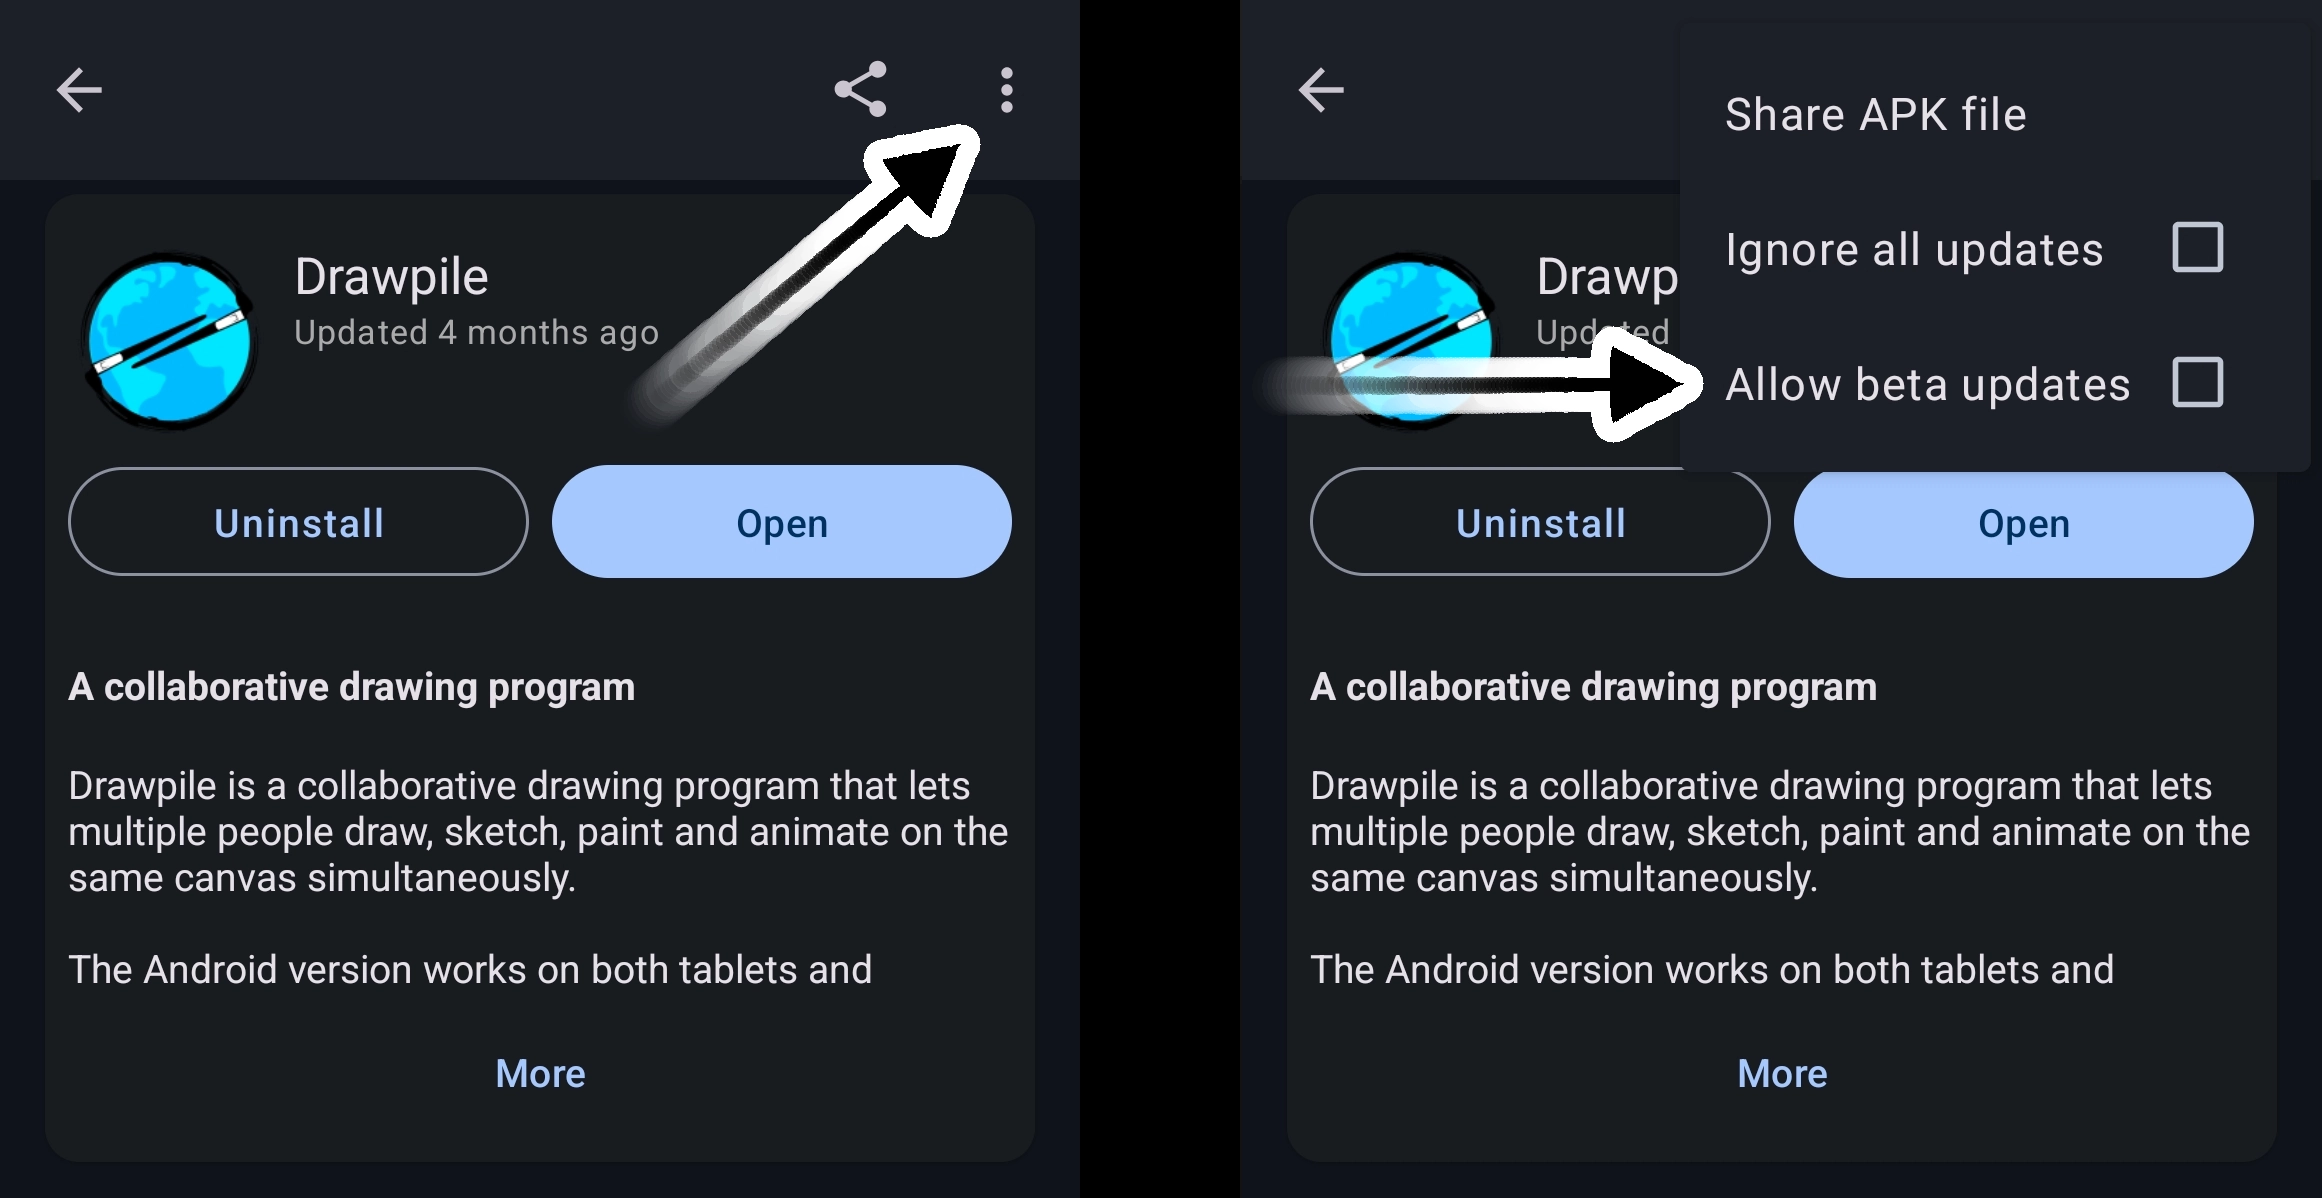 Drawpile
Updated 4 months ago
Uninstall
Open
A collaborative drawing program
Drawpile is a collaborative drawing program that lets
multiple people draw, sketch, paint and animate on the
same canvas simultaneously.
The Android version works on both tablets and
More
Share APK file
Ignore all updates
Allow beta updates
Drawp
Updated
Uninstall
Open
A collaborative drawing program
Drawpile is a collaborative drawing program that lets
multiple people draw, sketch, paint and animate on the
same canvas simultaneously.
The Android version works on both tablets and
More